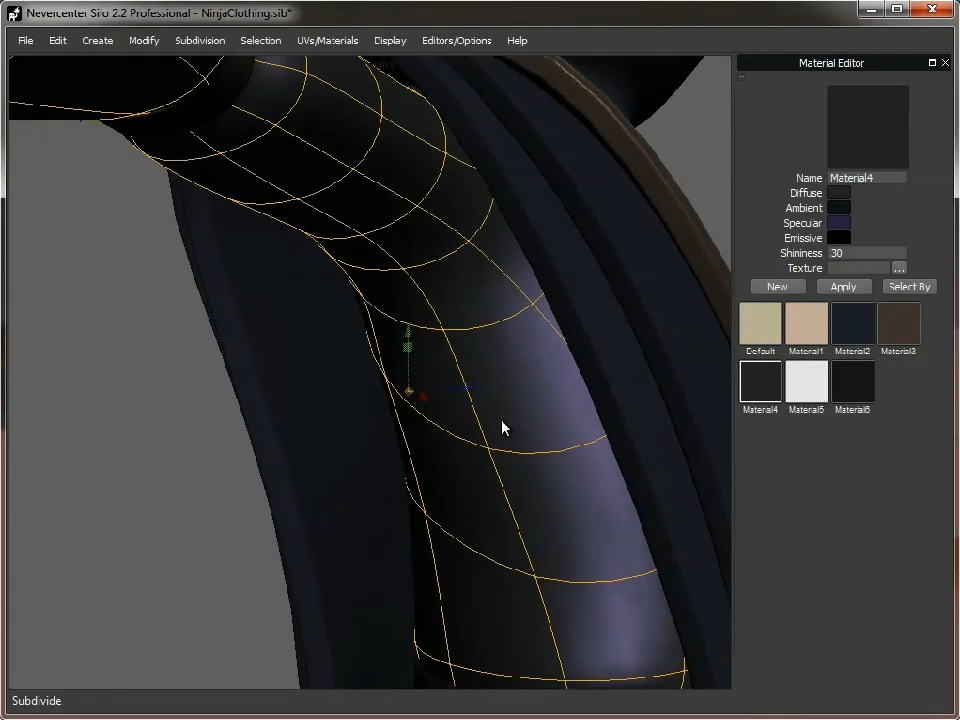 Nevercenter Silo 2.2 Professional - NinjaClothing.sib*
File Edit Create Modify Subdivision Selection UVs/Materials Display Editors/Options Help
Material Editor
Name Material4
Diffuse
Ambient
Specular
Emissive
Shininess 30
Texture ...
New Apply Select By
Default Material1 Material2 Material3
Material4 Material5 Material6
Subdivide